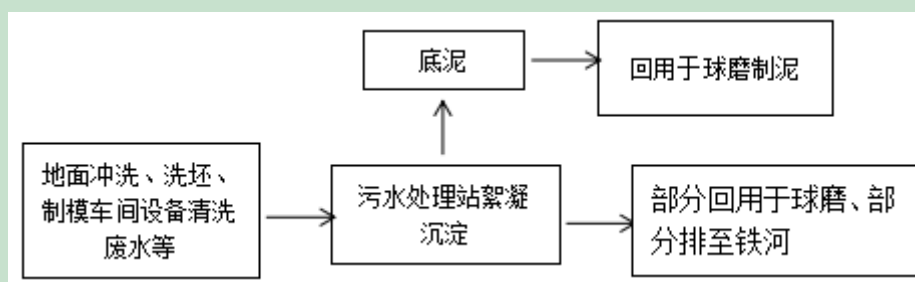 底泥
回用于球磨制泥
地面冲洗、洗坯、
制模车间设备清洗
废水等
污水处理站絮凝
沉淀
部分回用于球磨、部
分排至铁河